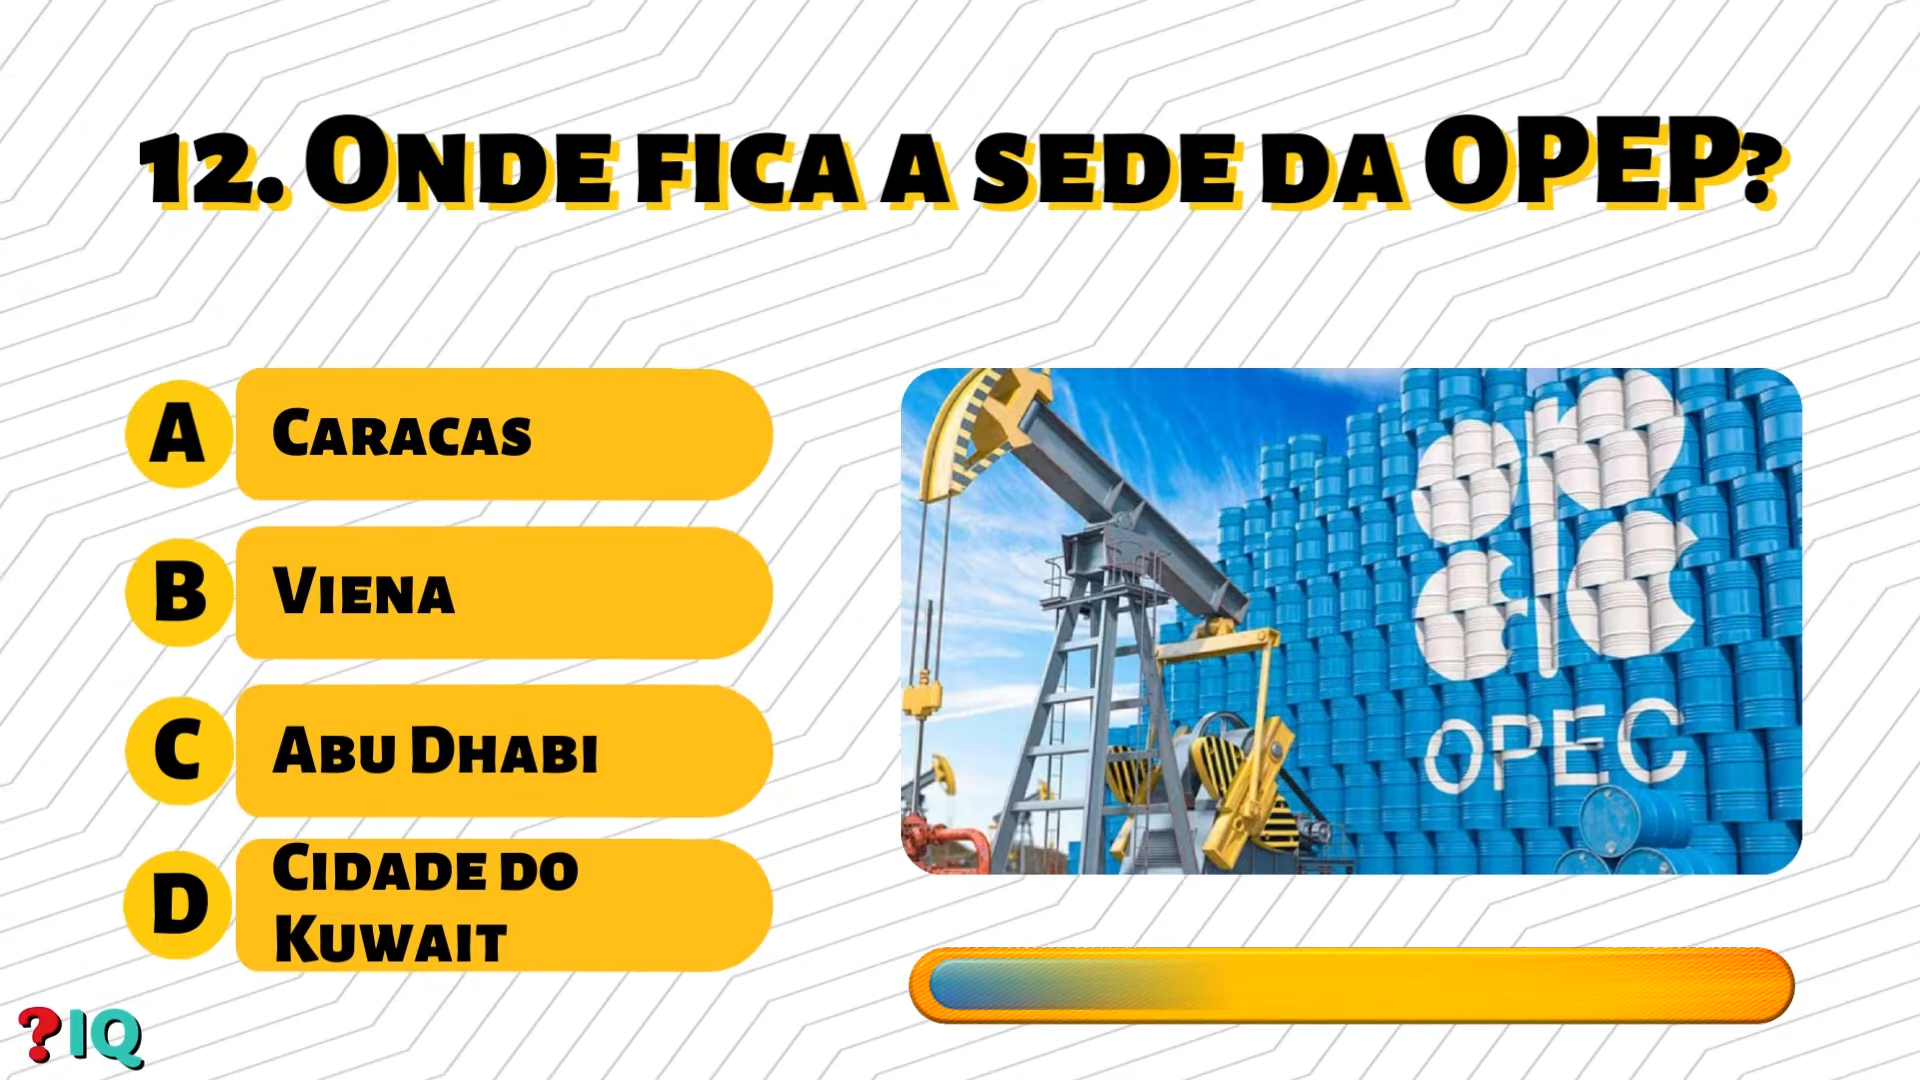 12. Onde fica a sede da OPEP?
A Caracas
B Viena
C Abu Dhabi
D Cidade do
Kuwait
OPEC
?IQ